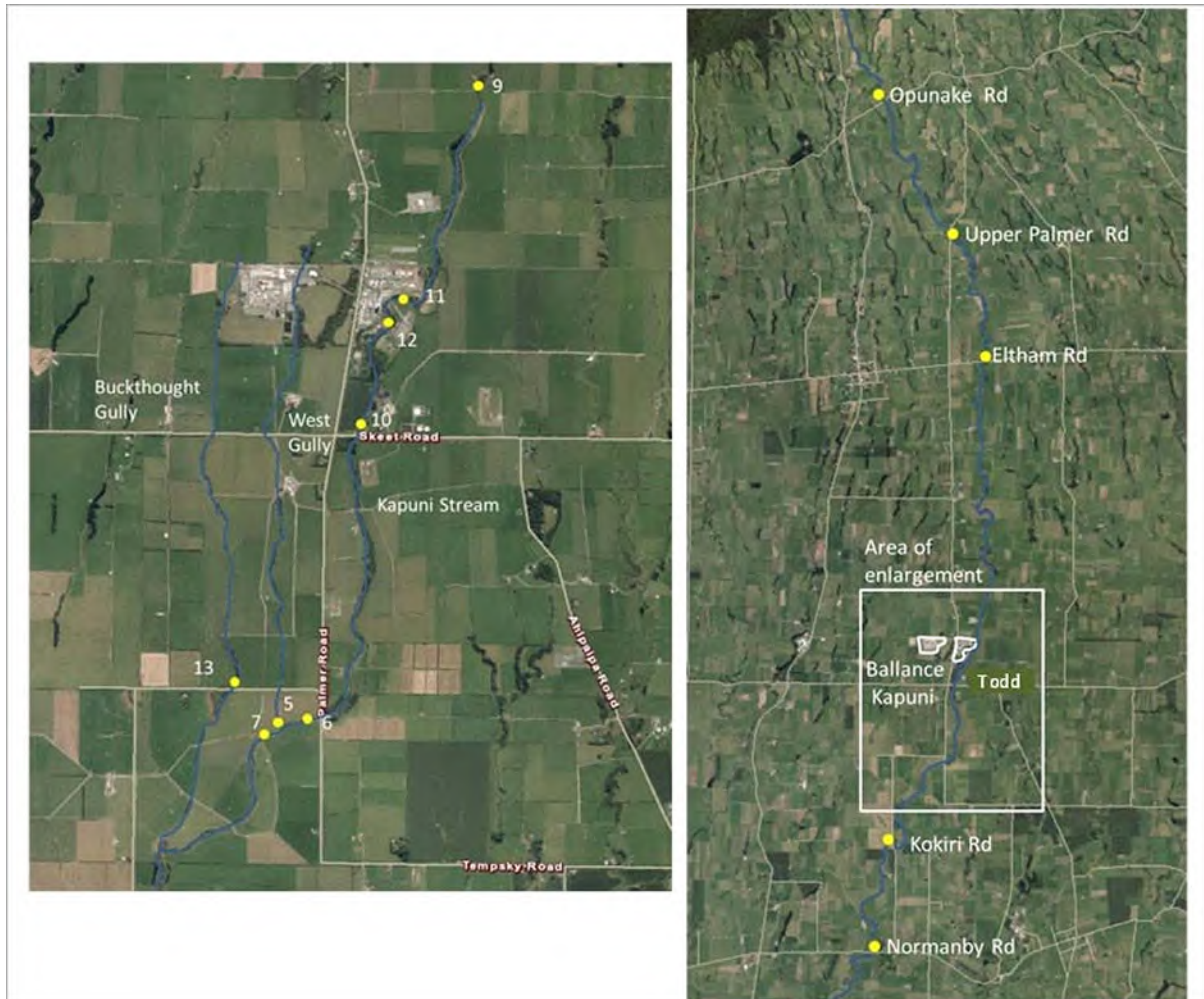 9
11
12
Buckthought
Gully
West
Gully
10
Skeet Road
Kapuni Stream
Ahipaipa Road
Palmer Road
13
5
7
6
Tempsky Road
Opunake Rd
Upper Palmer Rd
Eltham Rd
Area of
enlargement
Ballance
Kapuni
Todd
Kokiri Rd
Normanby Rd